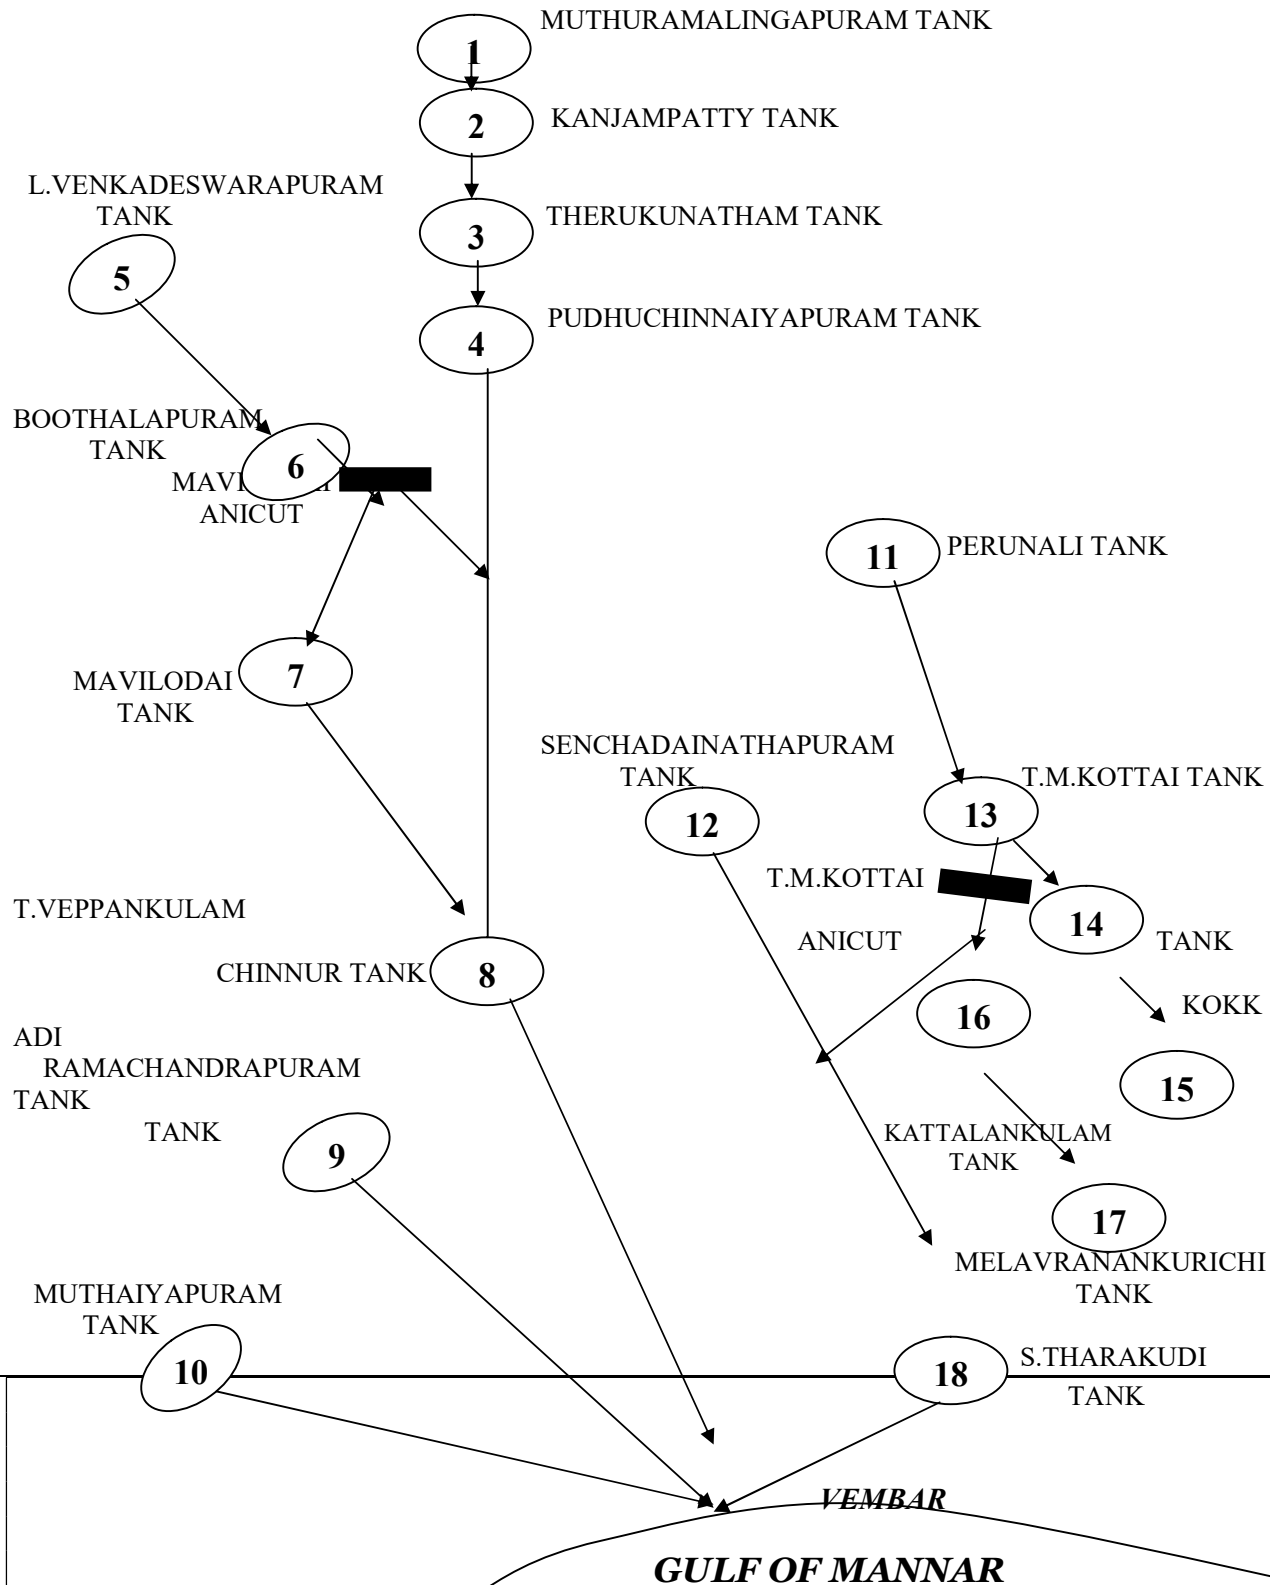 MUTHURAMALINGAPURAM TANK
1
2
KANJAMPATTY TANK
L.VENKADESWARAPURAM
TANK
THERUKUNATHAM TANK
3
5
PUDHUCHINNAIYAPURAM TANK
4
BOOTHALAPURAM
TANK
6
ANICUT
11
PERUNALI TANK
7
MAVILODAI
TANK
SENCHADAINATHAPURAM
TANK
T.M.KOTTAI TANK
12
13
T.M.KOTTAI
T.VEPPANKULAM
14
ANICUT
TANK
CHINNUR TANK
8
16
KOKK
ADI
RAMACHANDRAPURAM
TANK
15
TANK
KATTALANKULAM
TANK
9
17
MELAVRANANKURICHI
TANK
MUTHAIYAPURAM
TANK
10
18
S.THARAKUDI
TANK
VEMBAR
GULF OF MANNAR